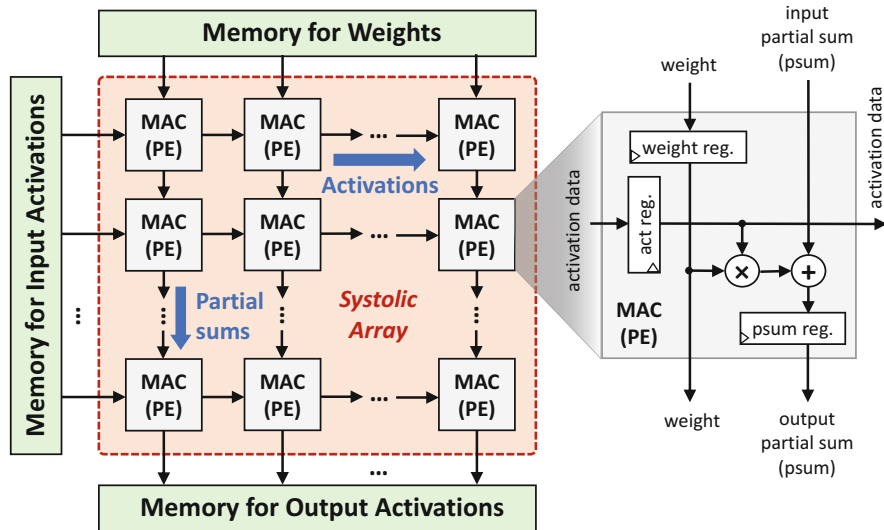 Memory for Weights
Memory for Input Activations
MAC
(PE)
MAC
(PE)
...
MAC
(PE)
Activations
MAC
(PE)
MAC
(PE)
...
MAC
(PE)
...
...
Partial
sums
...
Systolic
Array
...
MAC
(PE)
MAC
(PE)
...
MAC
(PE)
...
Memory for Output Activations
input
partial sum
(psum)
weight
weight reg.
activation data
act reg.
activation data
×
+
MAC
(PE)
psum reg.
weight
output
partial sum
(psum)